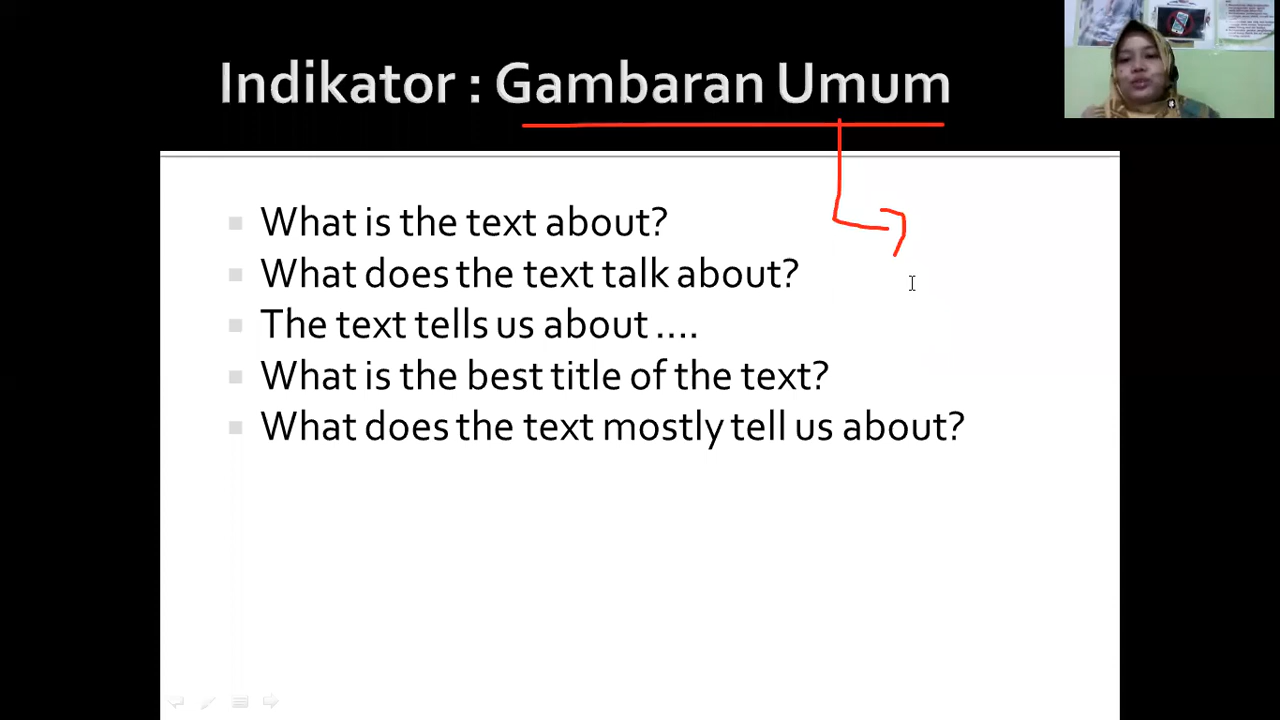 Indikator : Gambaran Umum
What is the text about?
What does the text talk about?
The text tells us about ....
What is the best title of the text?
What does the text mostly tell us about?